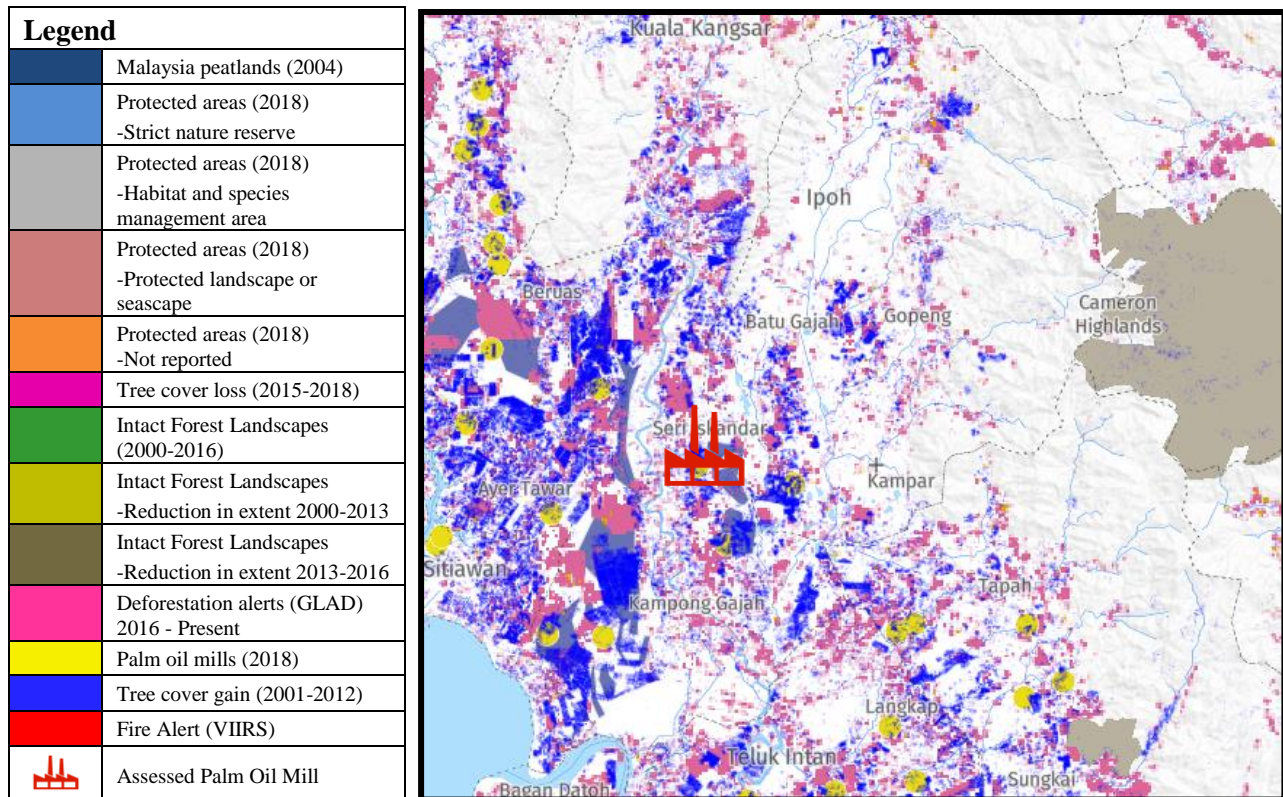 Legend
Malaysia peatlands (2004)
Protected areas (2018)
-Strict nature reserve
Protected areas (2018)
-Habitat and species
management area
Protected areas (2018)
-Protected landscape or
seascape
Protected areas (2018)
-Not reported
Tree cover loss (2015-2018)
Intact Forest Landscapes
(2000-2016)
Intact Forest Landscapes
-Reduction in extent 2000-2013
Intact Forest Landscapes
-Reduction in extent 2013-2016
Deforestation alerts (GLAD)
2016 - Present
Palm oil mills (2018)
Tree cover gain (2001-2012)
Fire Alert (VIIRS)
Assessed Palm Oil Mill
Kuala Kangsar
Ipoh
Beruas
Cameron
Highlands
Batu Gajah
Gopeng
Seri Iskandar
Kampar
Ayer Tawar
Sitiawan
Tapah
Kampong Gajah
Langkap
Teluk Intan
Sungkai
Bagan Datoh